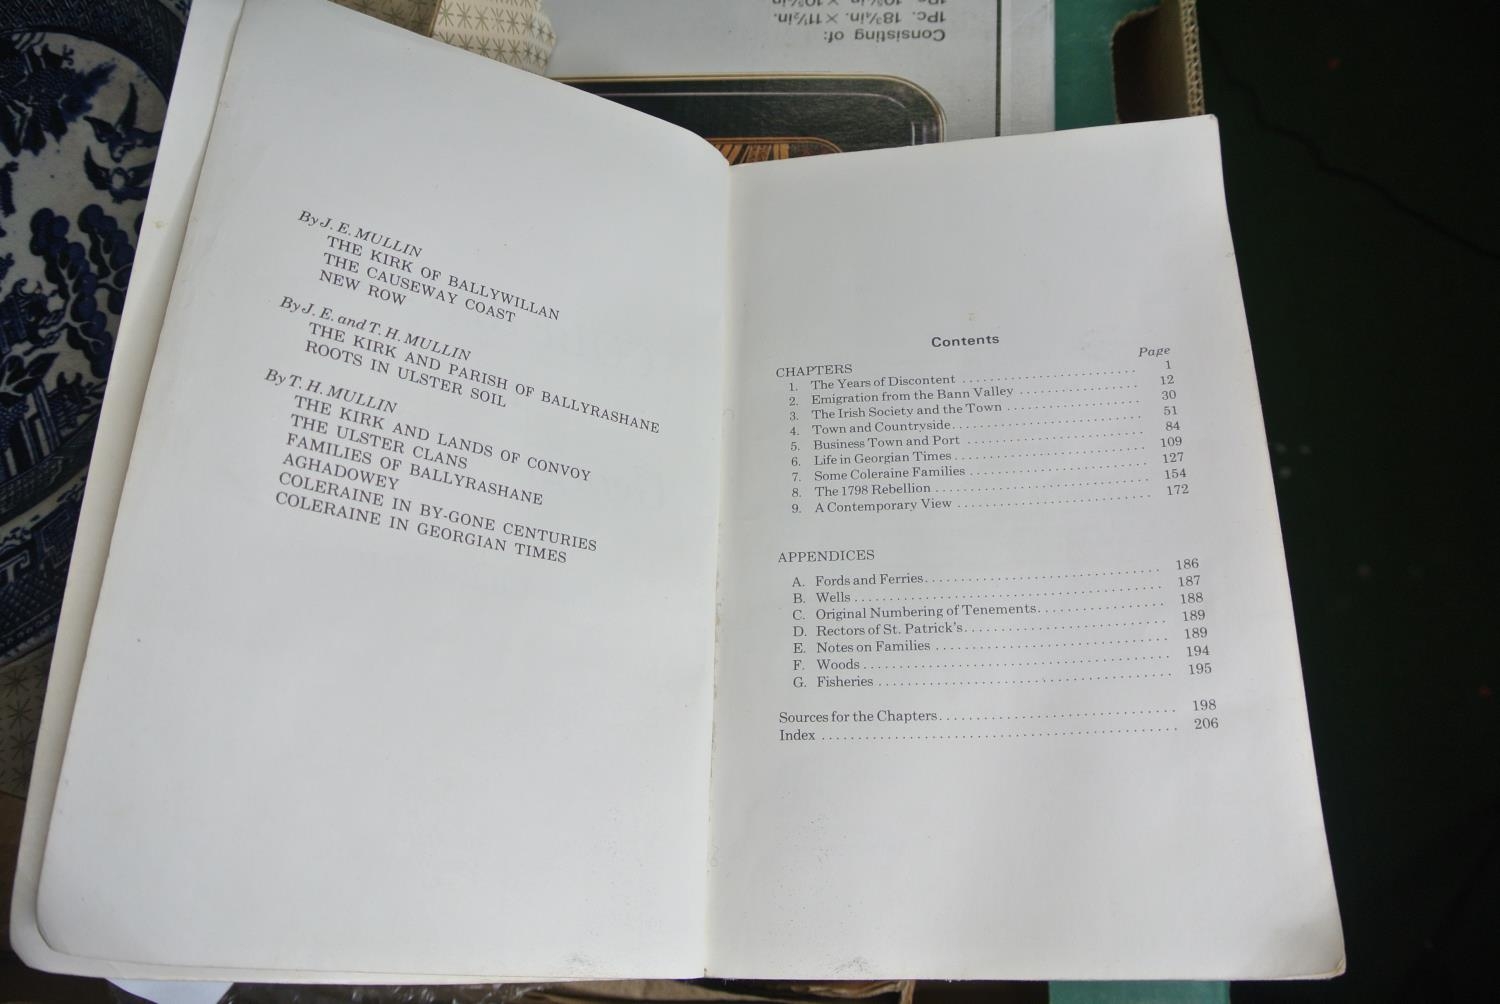 Consisting of:
1Pc. 18¾in. × 11½in.
By J. E. MULLIN
THE KIRK OF BALLYWILLAN
THE CAUSEWAY COAST
NEW ROW
By J. E. and T. H. MULLIN
THE KIRK AND PARISH OF BALLYRASHANE
ROOTS IN ULSTER SOIL
By T. H. MULLIN
THE KIRK AND LANDS OF CONVOY
THE ULSTER CLANS
FAMILIES OF BALLYRASHANE
AGHADOWEY
COLERAINE IN BY-GONE CENTURIES
COLERAINE IN GEORGIAN TIMES
Contents
CHAPTERS Page
1. The Years of Discontent 1
2. Emigration from the Bann Valley 12
3. The Irish Society and the Town 30
4. Town and Countryside 51
5. Business Town and Port 84
6. Life in Georgian Times 109
7. Some Coleraine Families 127
8. The 1798 Rebellion 154
9. A Contemporary View 172
APPENDICES
A. Fords and Ferries 186
B. Wells 187
C. Original Numbering of Tenements 188
D. Rectors of St. Patrick's 189
E. Notes on Families 189
F. Woods 194
G. Fisheries 195
Sources for the Chapters 198
Index 206